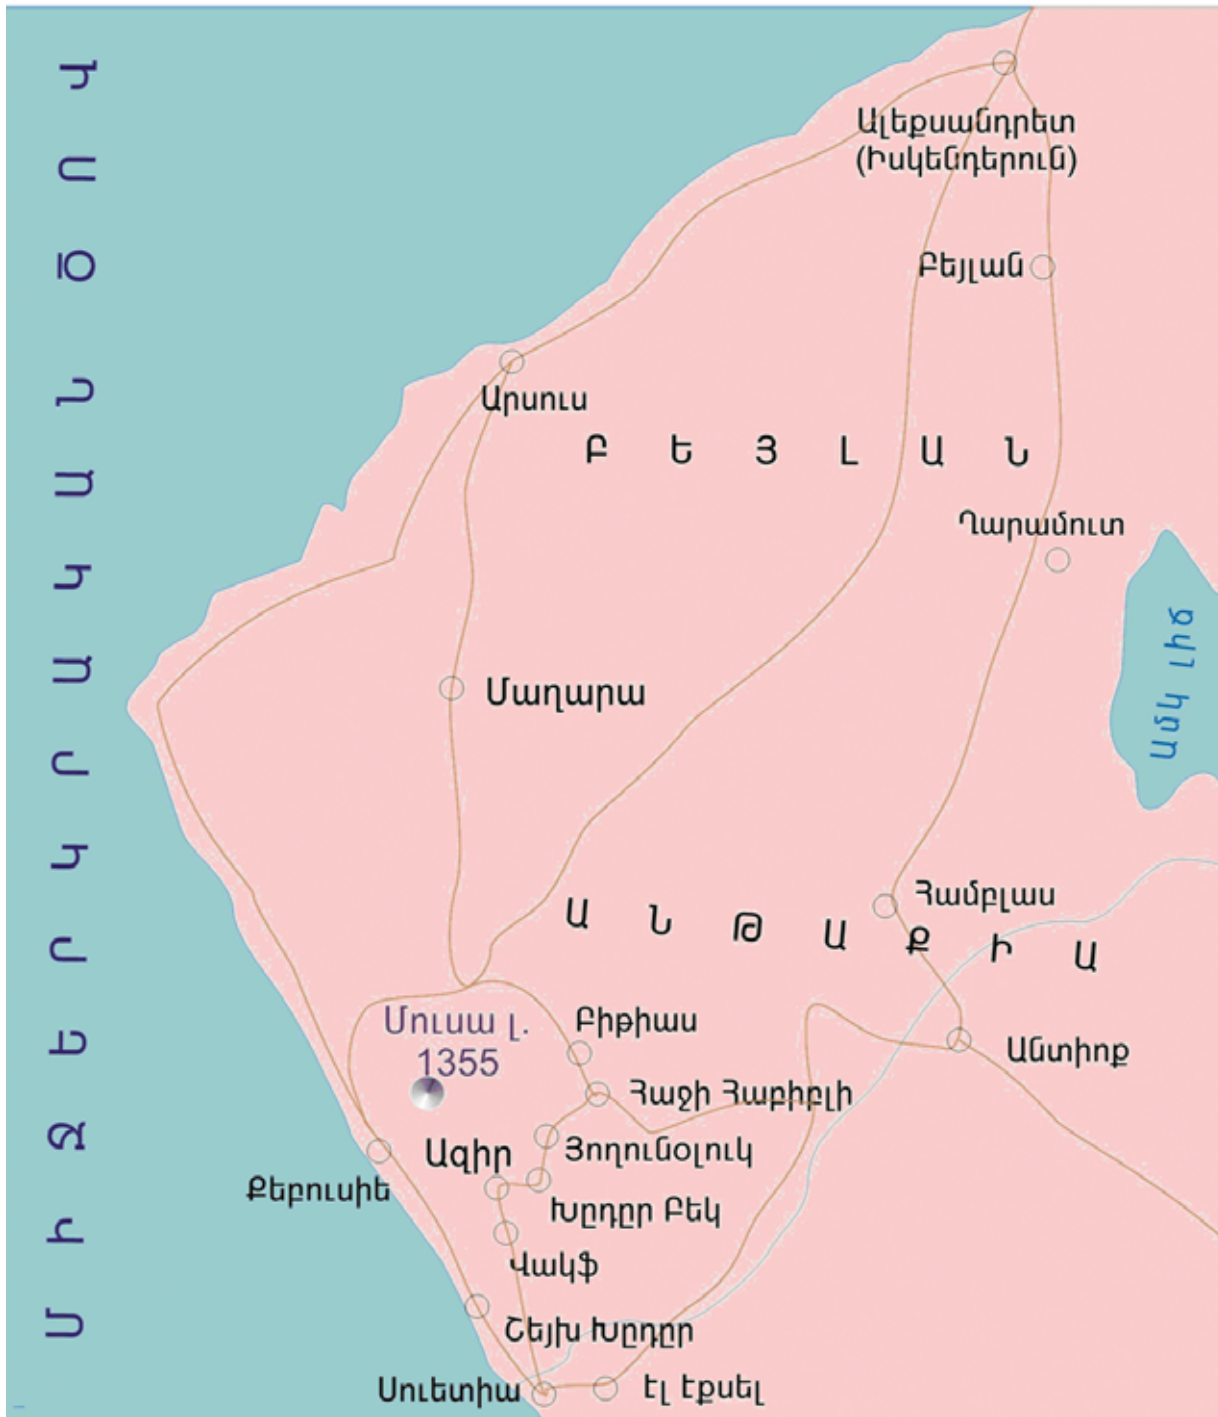 Մ Ի Ջ Ե Ր Կ Ր Ա Կ Ա Ն Ծ Ո Վ
Ալեքսանդրետ
(Իսկենդերուն)
Բեյլան
Արսուս
Բ Ե Յ Լ Ա Ն
Ղարամուտ
Ամկ լիճ
Մաղարա
Համբլաս
Ա Ն Թ Ա Ք Ի Ա
Մուսա լ.
1355
Բիթիաս
Անտիոք
Հաջի Հաբիբլի
Ազիր
Յողունօլուկ
Քեբուսիե
Խըդըր Բեկ
Վակֆ
Շեյխ Խըդըր
Սուետիա
էլ էքսել